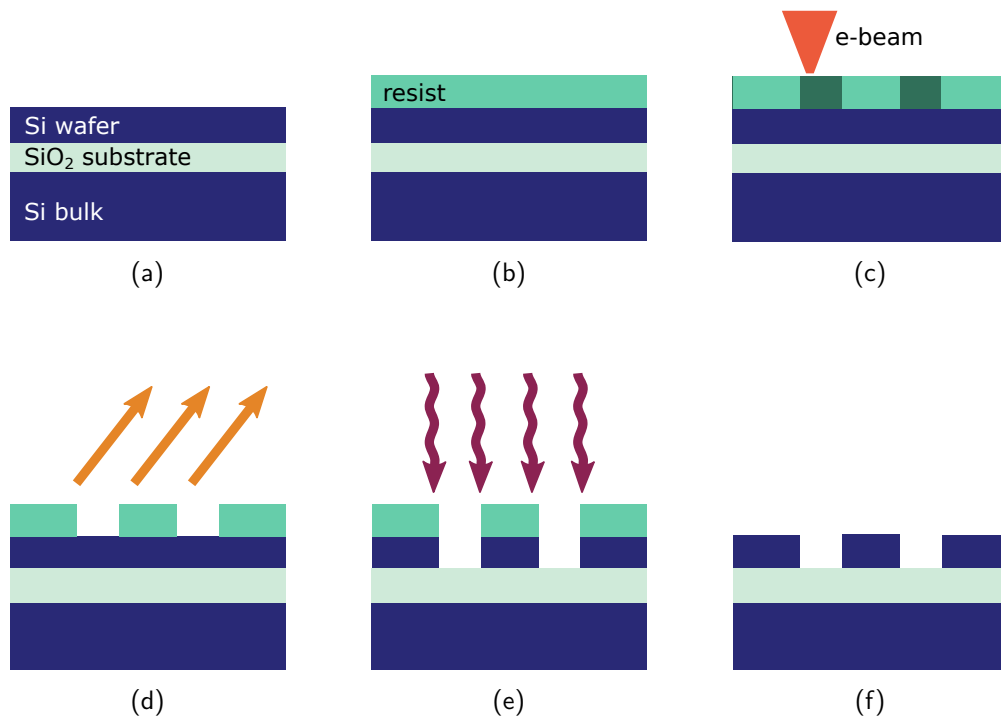 Si wafer
SiO₂ substrate
Si bulk
(a)
resist
(b)
e-beam
(c)
(d)
(e)
(f)